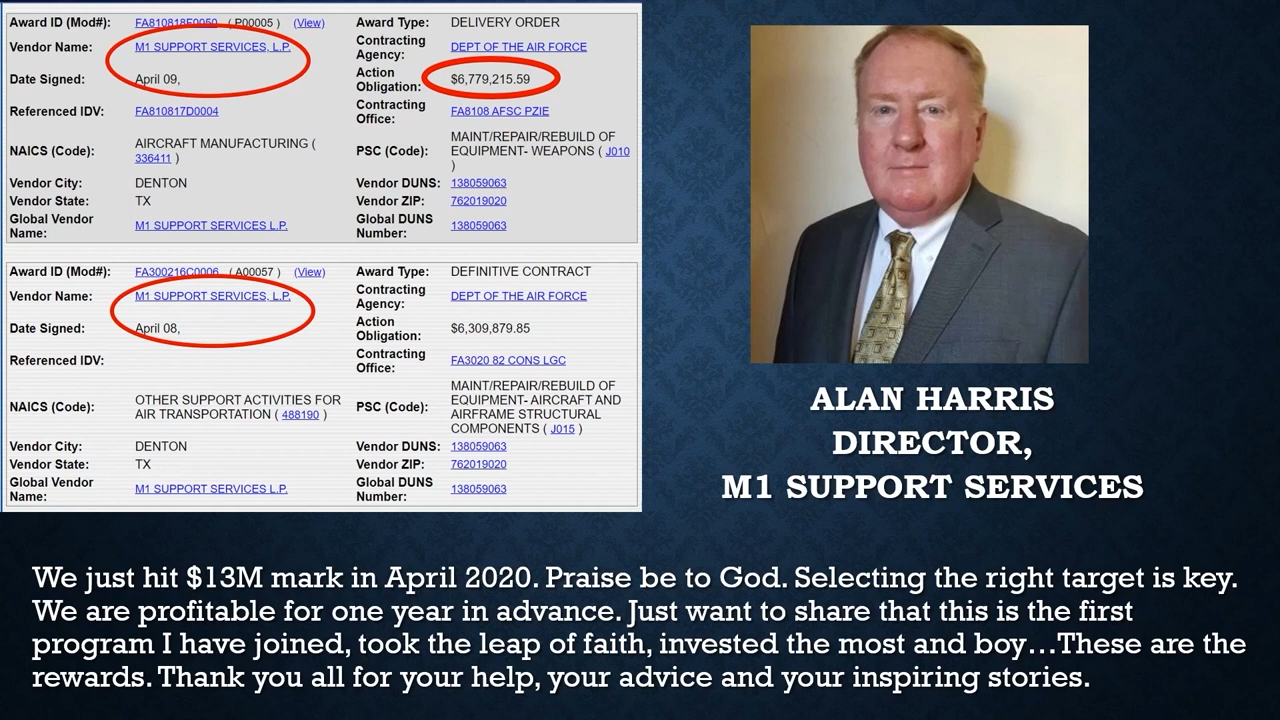 Award ID (Mod#): FA810818F0050 ( P00005 ) (View) Award Type: DELIVERY ORDER
Vendor Name: M1 SUPPORT SERVICES, L.P. Contracting Agency: DEPT OF THE AIR FORCE
Date Signed: April 09, Action Obligation: $6,779,215.59
Referenced IDV: FA810817D0004 Contracting Office: FA8108 AFSC PZIE
NAICS (Code): AIRCRAFT MANUFACTURING ( 336411 ) PSC (Code): MAINT/REPAIR/REBUILD OF EQUIPMENT- WEAPONS ( J010 )
Vendor City: DENTON Vendor DUNS: 138059063
Vendor State: TX Vendor ZIP: 762019020
Global Vendor Name: M1 SUPPORT SERVICES L.P. Global DUNS Number: 138059063
Award ID (Mod#): FA300216C0006 ( A00057 ) (View) Award Type: DEFINITIVE CONTRACT
Vendor Name: M1 SUPPORT SERVICES, L.P. Contracting Agency: DEPT OF THE AIR FORCE
Date Signed: April 08, Action Obligation: $6,309,879.85
Referenced IDV: Contracting Office: FA3020 82 CONS LGC
NAICS (Code): OTHER SUPPORT ACTIVITIES FOR AIR TRANSPORTATION ( 488190 ) PSC (Code): MAINT/REPAIR/REBUILD OF EQUIPMENT- AIRCRAFT AND AIRFRAME STRUCTURAL COMPONENTS ( J015 )
Vendor City: DENTON Vendor DUNS: 138059063
Vendor State: TX Vendor ZIP: 762019020
Global Vendor Name: M1 SUPPORT SERVICES L.P. Global DUNS Number: 138059063
ALAN HARRIS
DIRECTOR,
M1 SUPPORT SERVICES
We just hit $13M mark in April 2020. Praise be to God. Selecting the right target is key.
We are profitable for one year in advance. Just want to share that this is the first
program I have joined, took the leap of faith, invested the most and boy…These are the
rewards. Thank you all for your help, your advice and your inspiring stories.